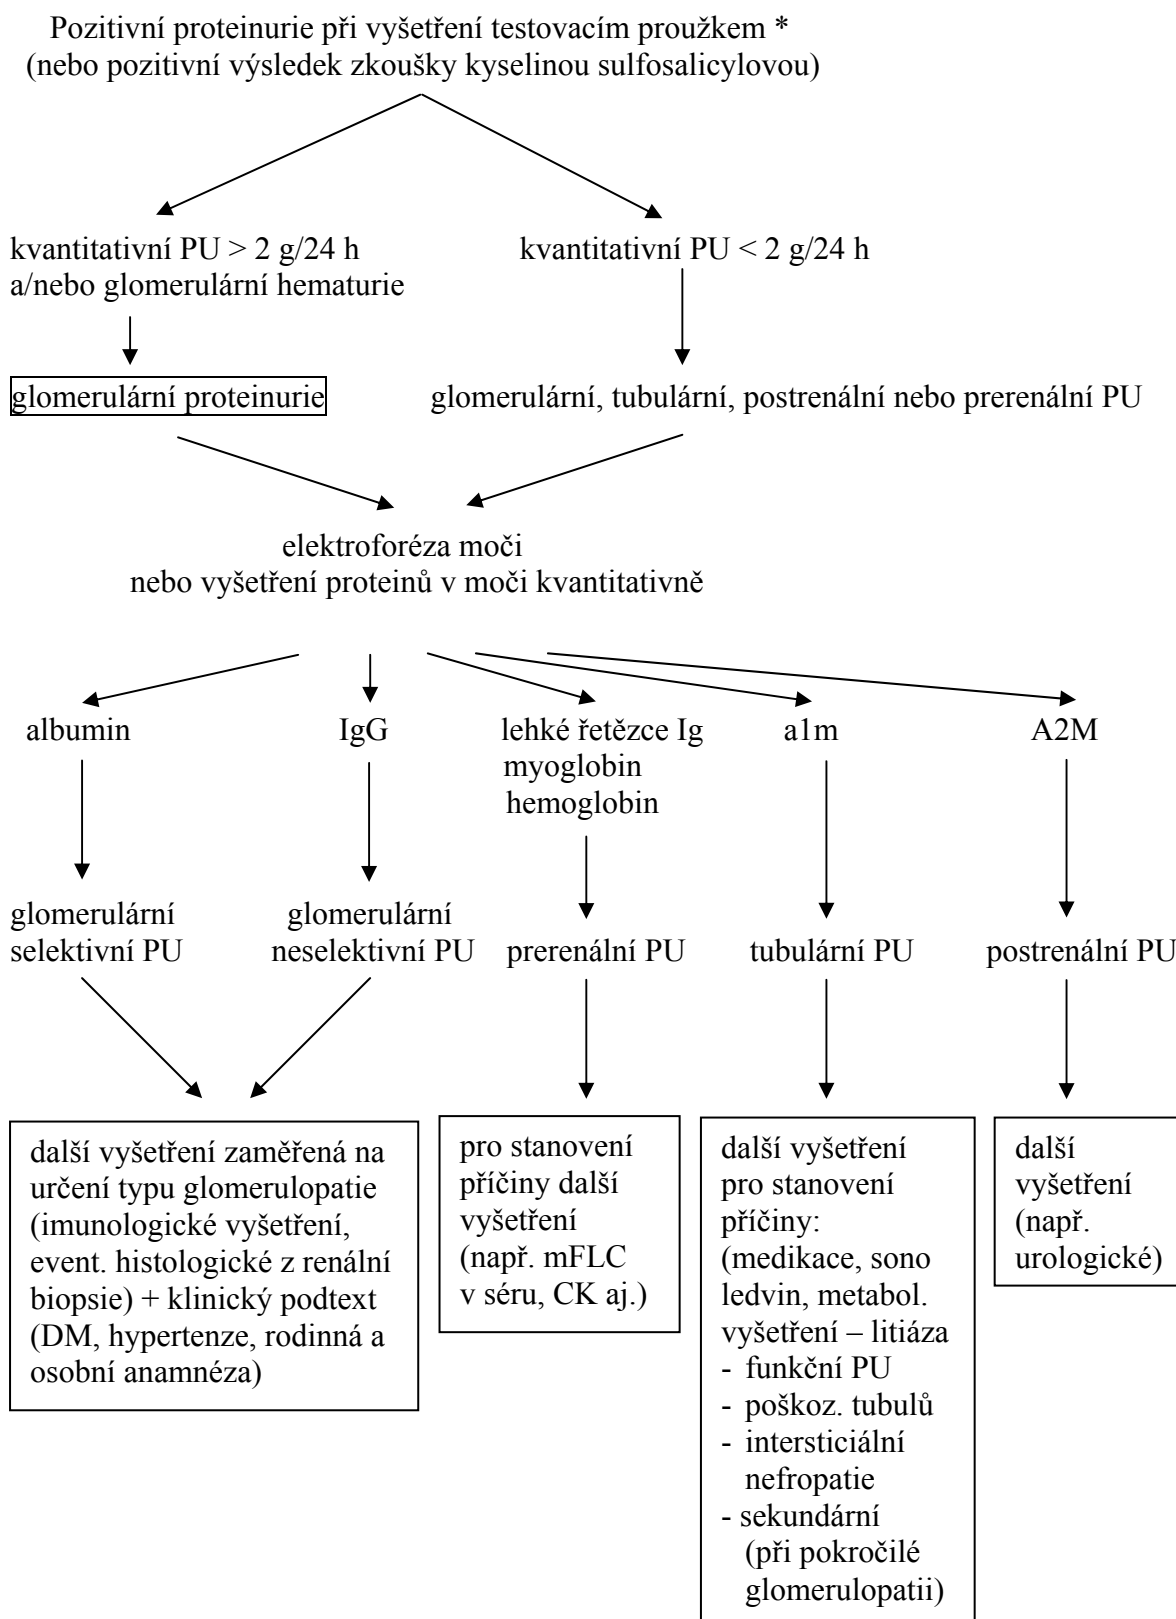 Pozitivní proteinurie při vyšetření testovacím proužkem *
(nebo pozitivní výsledek zkoušky kyselinou sulfosalicylovou)
kvantitativní PU > 2 g/24 h
a/nebo glomerulární hematurie
kvantitativní PU < 2 g/24 h
glomerulární proteinurie
glomerulární, tubulární, postrenální nebo prerenální PU
elektroforéza moči
nebo vyšetření proteinů v moči kvantitativně
albumin
IgG
lehké řetězce Ig
myoglobin
hemoglobin
a1m
A2M
glomerulární
selektivní PU
glomerulární
neselektivní PU
prerenální PU
tubulární PU
postrenální PU
další vyšetření zaměřená na
určení typu glomerulopatie
(imunologické vyšetření,
event. histologické z renální
biopsie) + klinický podtext
(DM, hypertenze, rodinná a
osobní anamnéza)
pro stanovení
příčiny další
vyšetření
(např. mFLC
v séru, CK aj.)
další vyšetření
pro stanovení
příčiny:
(medikace, sono
ledvin, metabol.
vyšetření – litiáza
- funkční PU
- poškoz. tubulů
- intersticiální
nefropatie
- sekundární
(při pokročilé
glomerulopatii)
další
vyšetření
(např.
urologické)